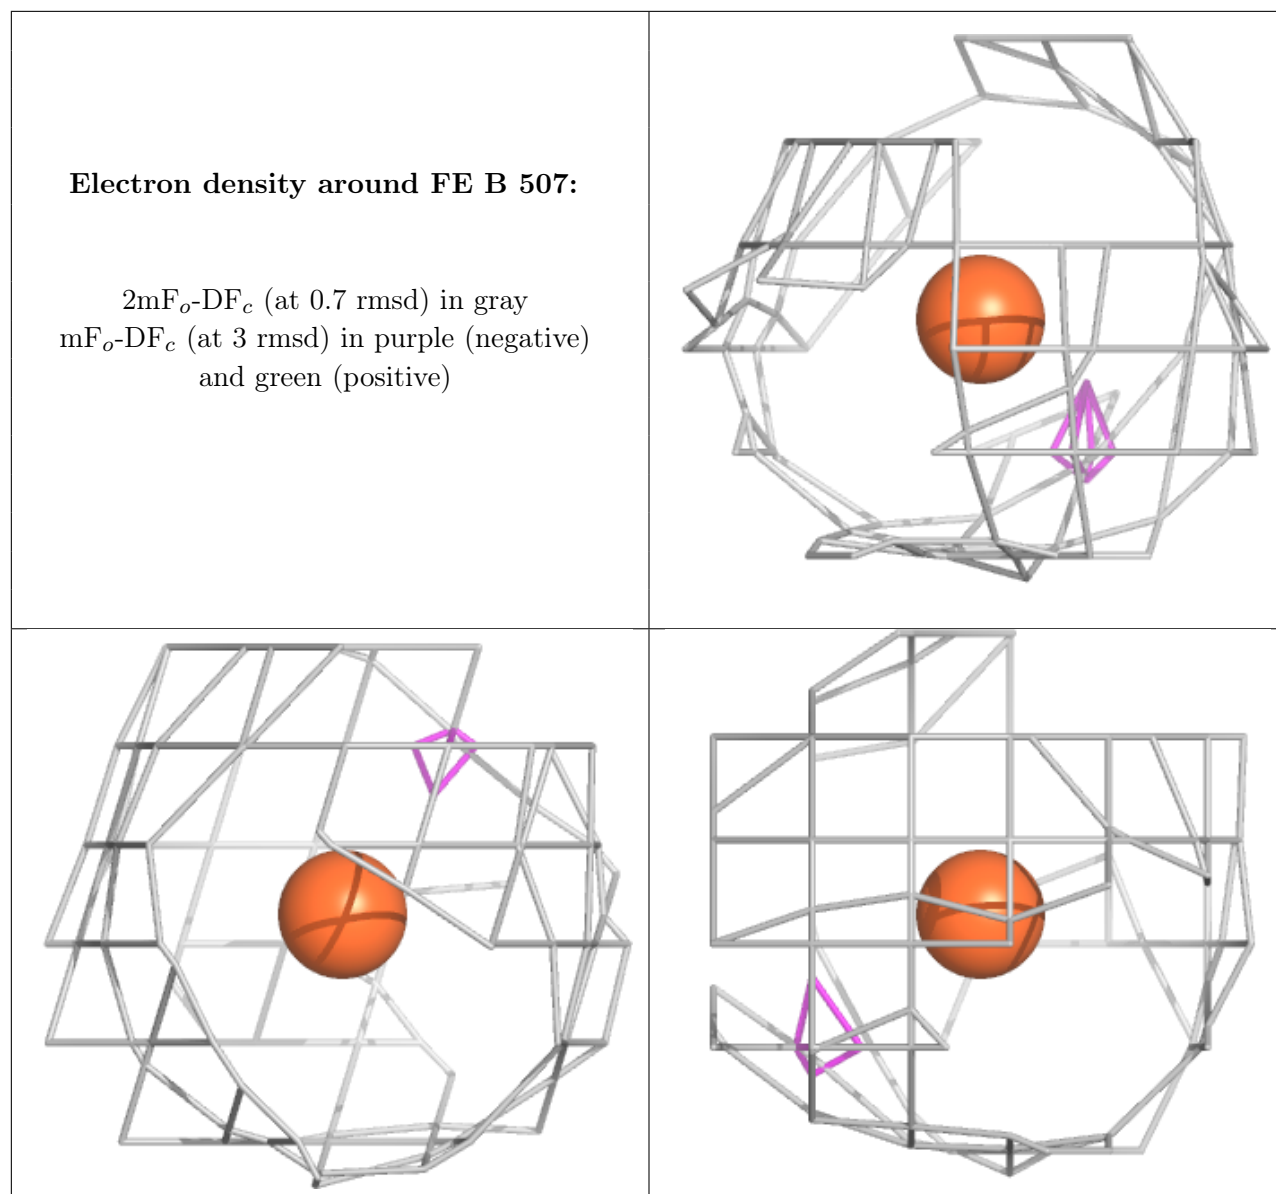 Electron density around FE B 507:
2mFo-DFc (at 0.7 rmsd) in gray
mFo-DFc (at 3 rmsd) in purple (negative)
and green (positive)